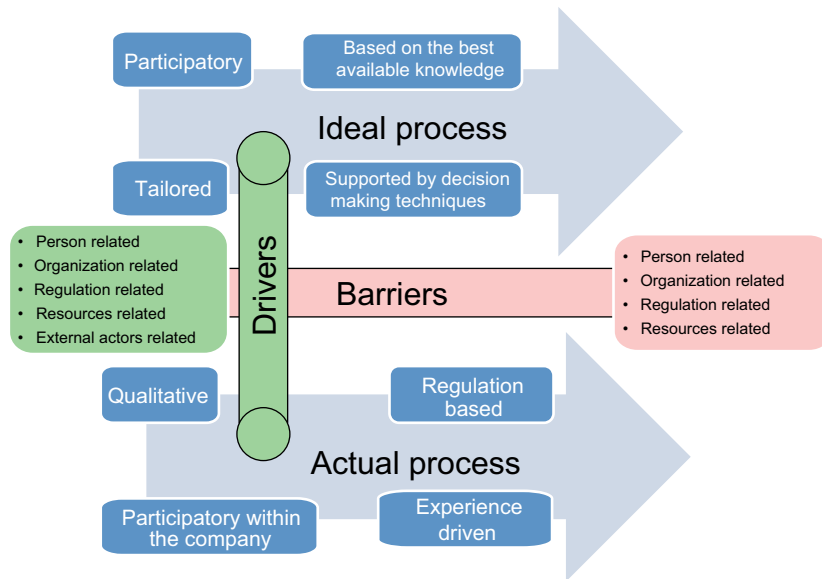 Participatory
Based on the best
available knowledge
Ideal process
Tailored
Supported by decision
making techniques
• Person related
• Organization related
• Regulation related
• Resources related
• External actors related
Drivers
Barriers
• Person related
• Organization related
• Regulation related
• Resources related
Qualitative
Regulation
based
Actual process
Participatory within
the company
Experience
driven